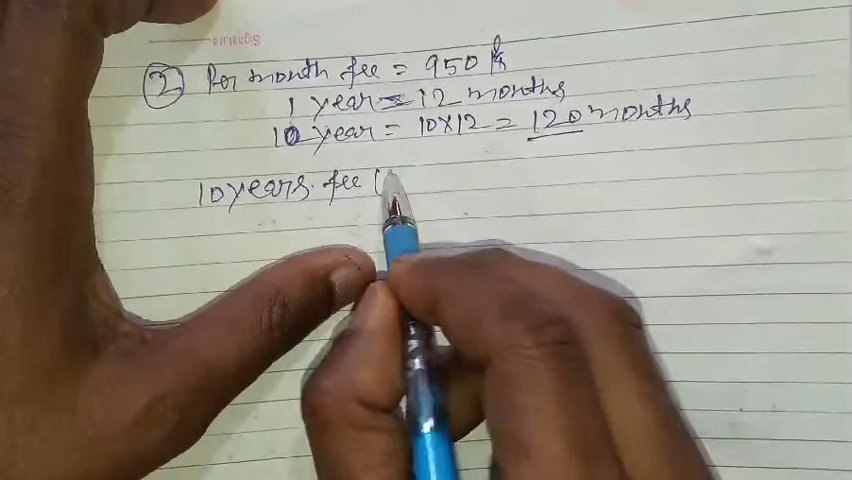 Signature
② Per month fee = 950 ₨
1 year = 12 months
10 year = 10×12 = 120 months
10 years. fee (